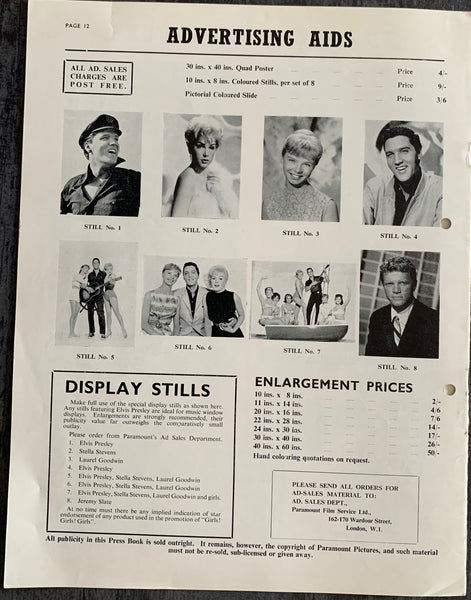 PAGE 12
ADVERTISING AIDS
ALL AD. SALES
CHARGES ARE
POST FREE.
30 ins. x 40 ins. Quad Poster Price 4/-
10 ins. x 8 ins. Coloured Stills, per set of 8 Price 9/-
Pictorial Coloured Slide Price 3/6
STILL No. 1
STILL No. 2
STILL No. 3
STILL No. 4
STILL No. 5
STILL No. 6
STILL No. 7
STILL No. 8
DISPLAY STILLS
Make full use of the special display stills as shown here.
Any stills featuring Elvis Presley are ideal for music window
displays. Enlargements are strongly recommended, their
publicity value far outweighs the comparatively small
outlay.
Please order from Paramount's Ad Sales Department.
1. Elvis Presley
2. Stella Stevens
3. Laurel Goodwin
4. Elvis Presley
5. Elvis Presley, Stella Stevens, Laurel Goodwin
6. Elvis Presley, Stella Stevens, Laurel Goodwin
7. Elvis Presley, Stella Stevens, Laurel Goodwin and girls.
8. Jeremy Slate
At no time must there be any implied indication of star
endorsement of any product used in the promotion of "Girls!
Girls! Girls".
ENLARGEMENT PRICES
10 ins. x 8 ins. 2/-
11 ins. x 14 ins. 4/6
20 ins. x 16 ins. 7/6
22 ins. x 28 ins. 14/-
24 ins. x 30 ins. 17/-
30 ins. x 40 ins. 26/-
40 ins. x 60 ins. 50/-
Hand colouring quotations on request.
PLEASE SEND ALL ORDERS FOR
AD-SALES MATERIAL TO:
AD. SALES DEPT.,
Paramount Film Service Ltd.,
162-170 Wardour Street,
London, W.1.
All publicity in this Press Book is sold outright. It remains, however, the copyright of Paramount Pictures, and such material
must not be re-sold, sub-licensed or given away.